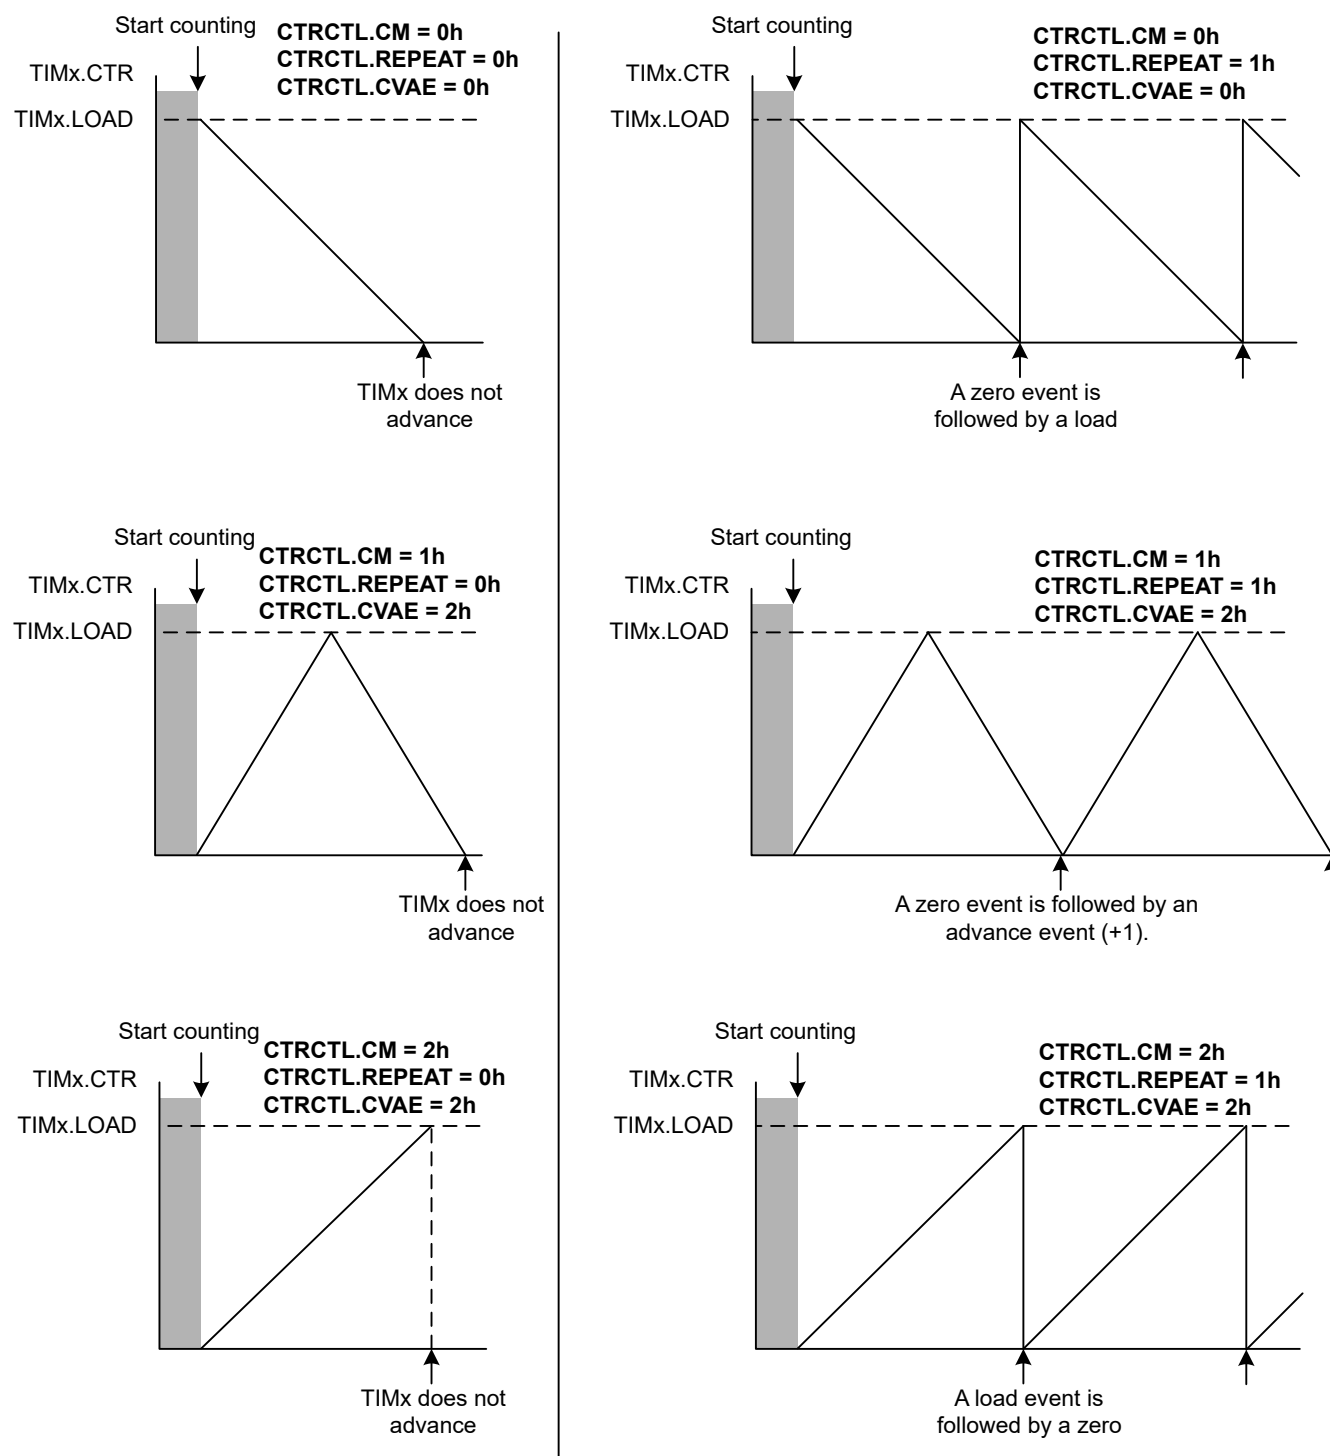 Start counting
CTRCTL.CM = 0h
CTRCTL.REPEAT = 0h
CTRCTL.CVAE = 0h
TIMx.CTR
TIMx.LOAD
TIMx does not
advance
Start counting
CTRCTL.CM = 0h
CTRCTL.REPEAT = 1h
CTRCTL.CVAE = 0h
TIMx.CTR
TIMx.LOAD
A zero event is
followed by a load
Start counting
CTRCTL.CM = 1h
CTRCTL.REPEAT = 0h
CTRCTL.CVAE = 2h
TIMx.CTR
TIMx.LOAD
TIMx does not
advance
Start counting
CTRCTL.CM = 1h
CTRCTL.REPEAT = 1h
CTRCTL.CVAE = 2h
TIMx.CTR
TIMx.LOAD
A zero event is followed by an
advance event (+1).
Start counting
CTRCTL.CM = 2h
CTRCTL.REPEAT = 0h
CTRCTL.CVAE = 2h
TIMx.CTR
TIMx.LOAD
TIMx does not
advance
Start counting
CTRCTL.CM = 2h
CTRCTL.REPEAT = 1h
CTRCTL.CVAE = 2h
TIMx.CTR
TIMx.LOAD
A load event is
followed by a zero